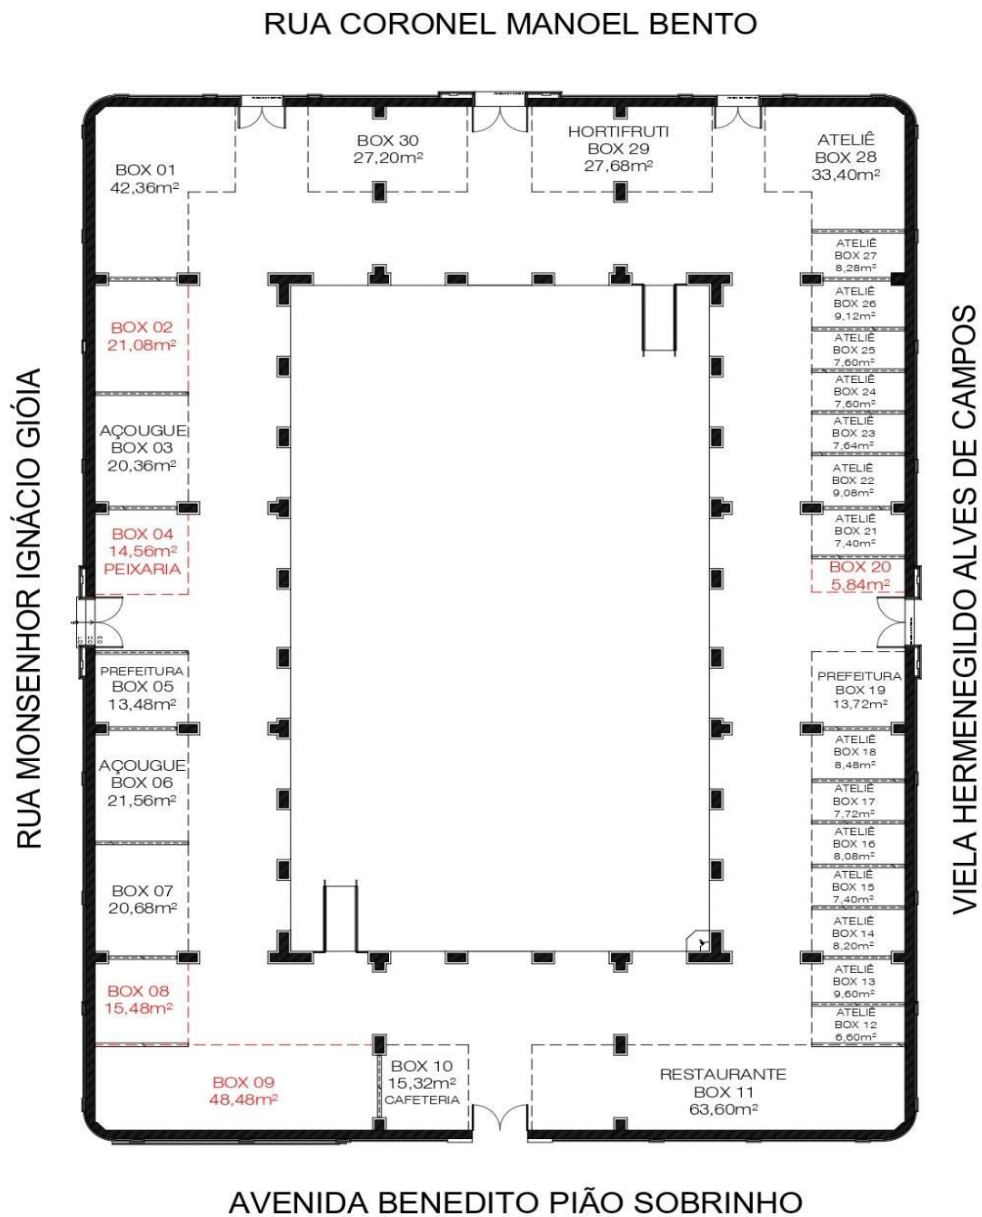 RUA CORONEL MANOEL BENTO
BOX 01
42,36m²
BOX 30
27,20m²
HORTIFRUTI
BOX 29
27,68m²
ATELIÊ
BOX 28
33,40m²
ATELIÊ
BOX 27
8,28m²
BOX 02
21,08m²
ATELIÊ
BOX 26
9,12m²
ATELIÊ
BOX 25
7,60m²
ATELIÊ
BOX 24
7,60m²
AÇOUGUE
BOX 03
20,36m²
ATELIÊ
BOX 23
7,64m²
ATELIÊ
BOX 22
9,08m²
BOX 04
14,56m²
PEIXARIA
ATELIÊ
BOX 21
7,40m²
BOX 20
5,84m²
RUA MONSENHOR IGNÁCIO GIÓIA
VIELA HERMENEGILDO ALVES DE CAMPOS
PREFEITURA
BOX 05
13,48m²
PREFEITURA
BOX 19
13,72m²
AÇOUGUE
BOX 06
21,56m²
ATELIÊ
BOX 18
8,48m²
ATELIÊ
BOX 17
7,72m²
ATELIÊ
BOX 16
8,08m²
BOX 07
20,68m²
ATELIÊ
BOX 15
7,40m²
ATELIÊ
BOX 14
8,20m²
BOX 08
15,48m²
ATELIÊ
BOX 13
9,60m²
ATELIÊ
BOX 12
6,60m²
BOX 09
48,48m²
BOX 10
15,32m²
CAFETERIA
RESTAURANTE
BOX 11
63,60m²
AVENIDA BENEDITO PIÃO SOBRINHO